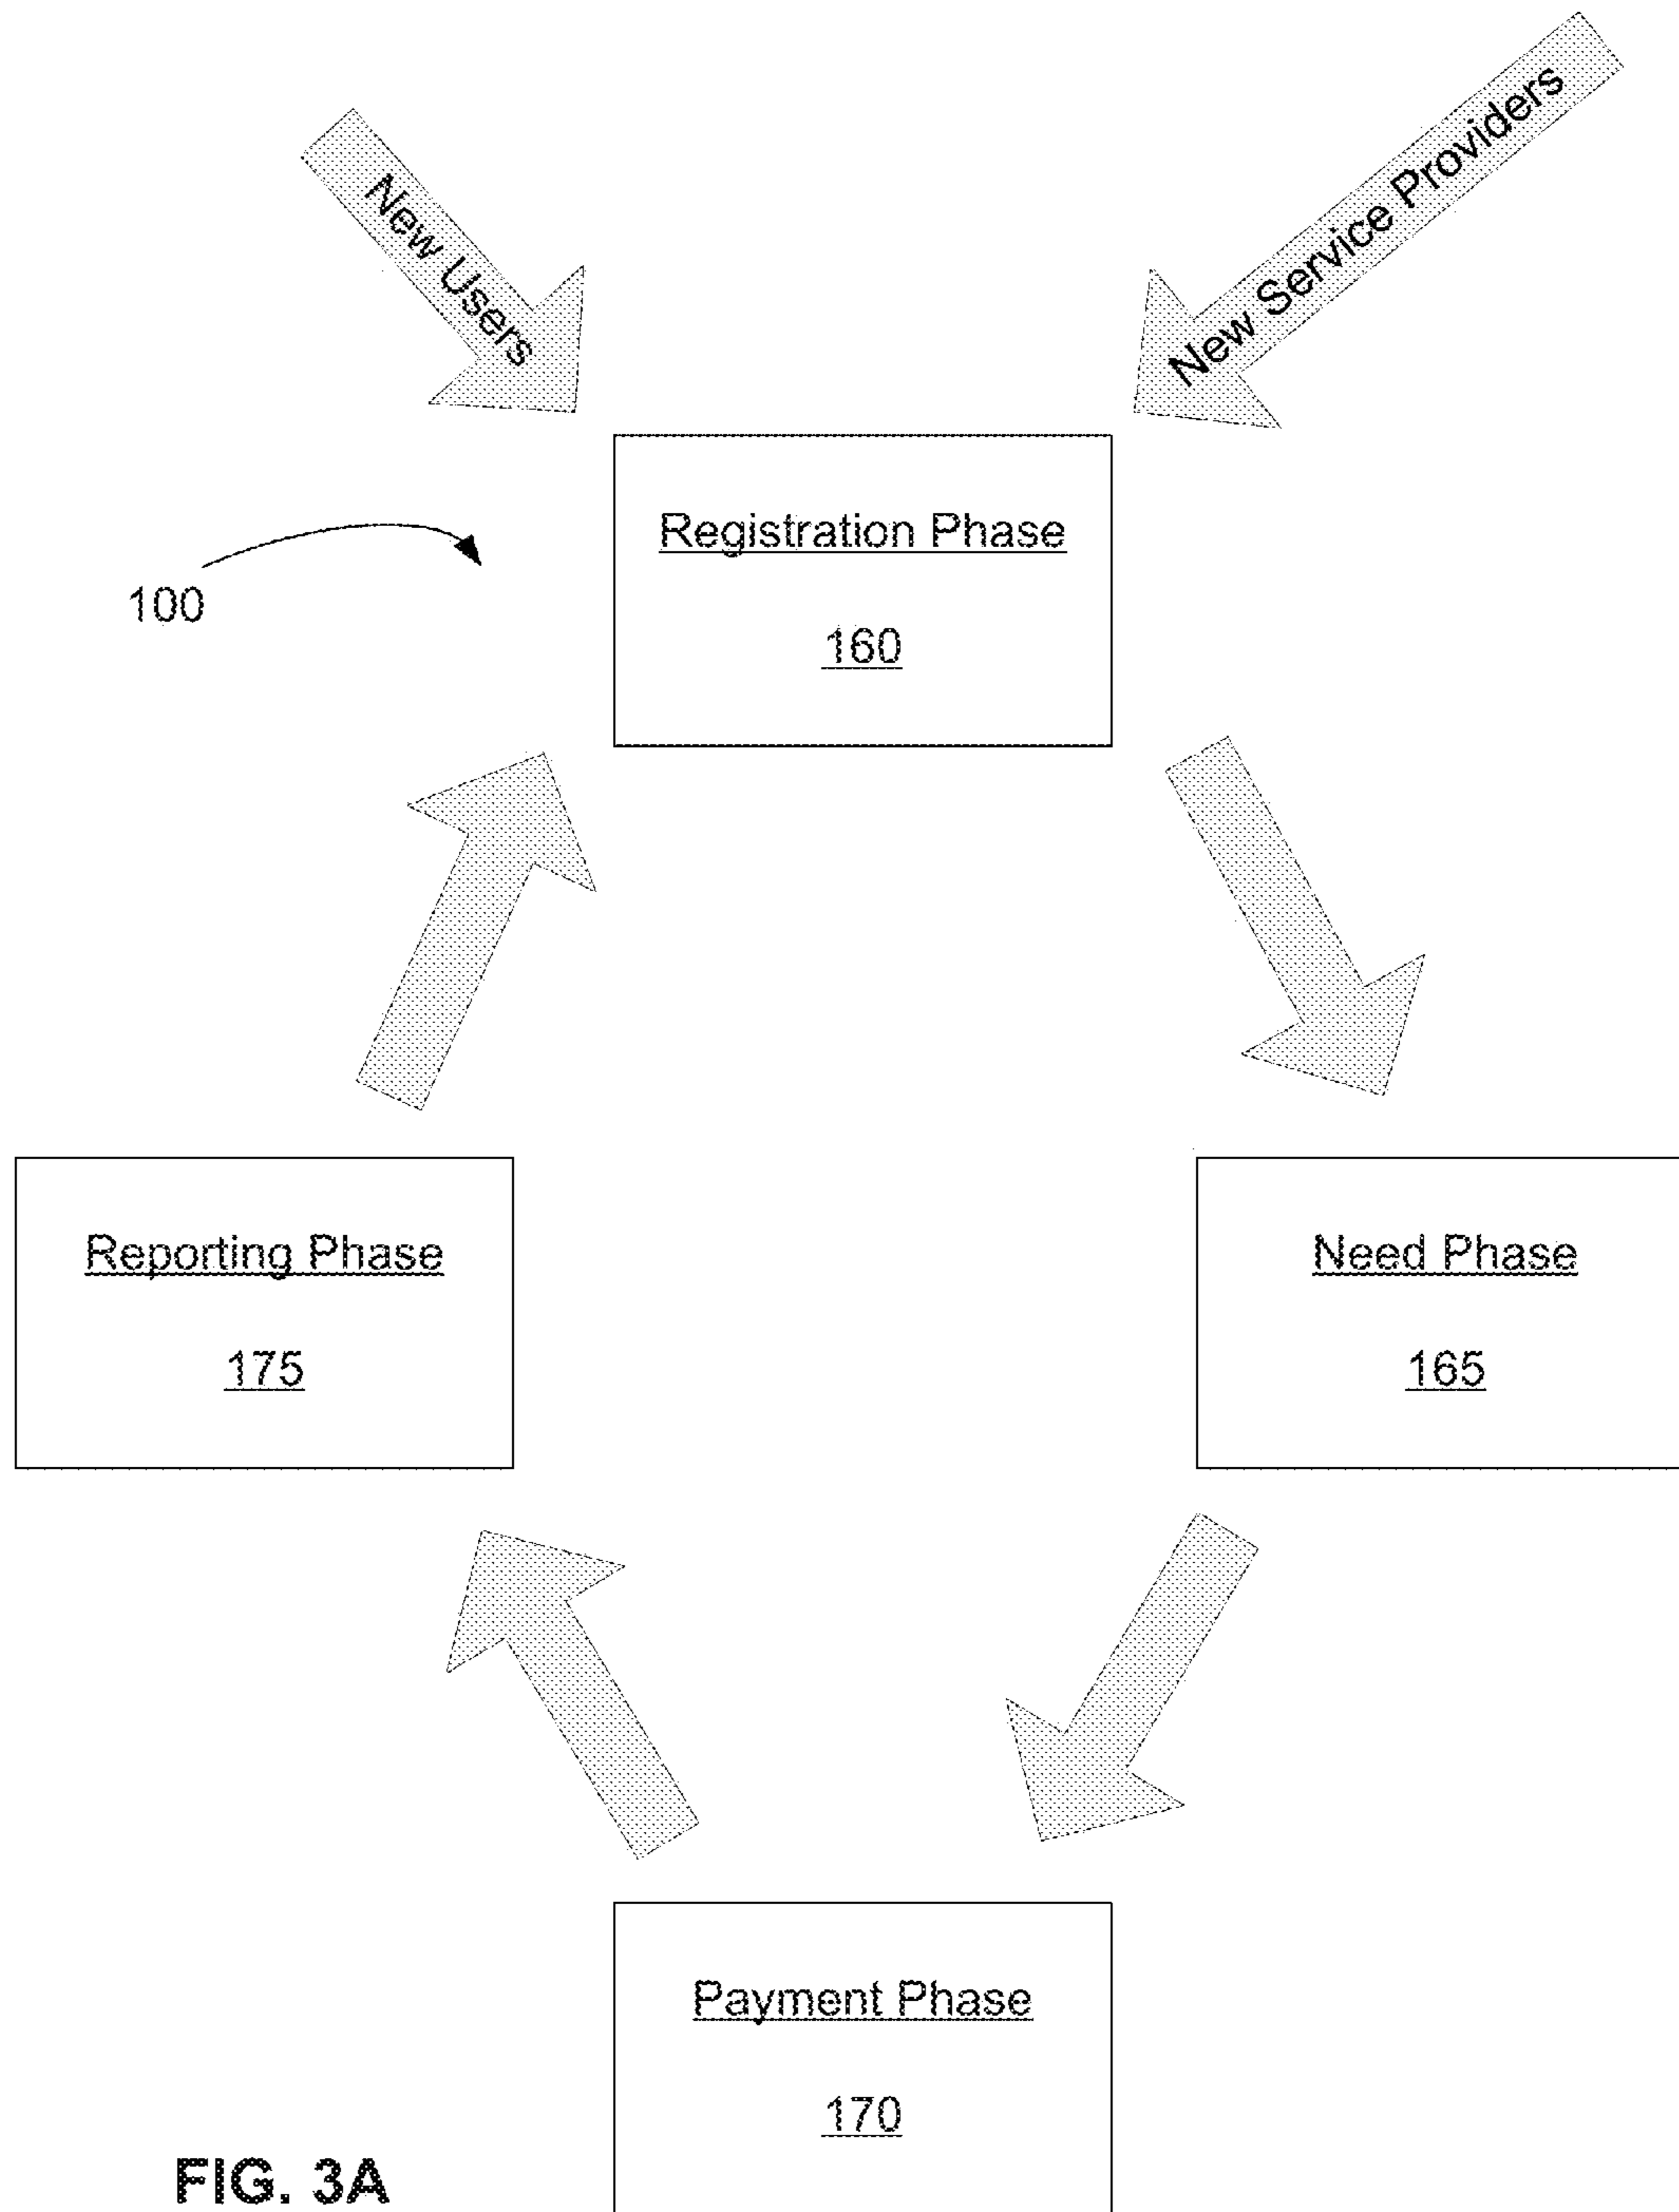 New Users
New Service Providers
Registration Phase
160
100
Reporting Phase
175
Need Phase
165
Payment Phase
170
FIG. 3A